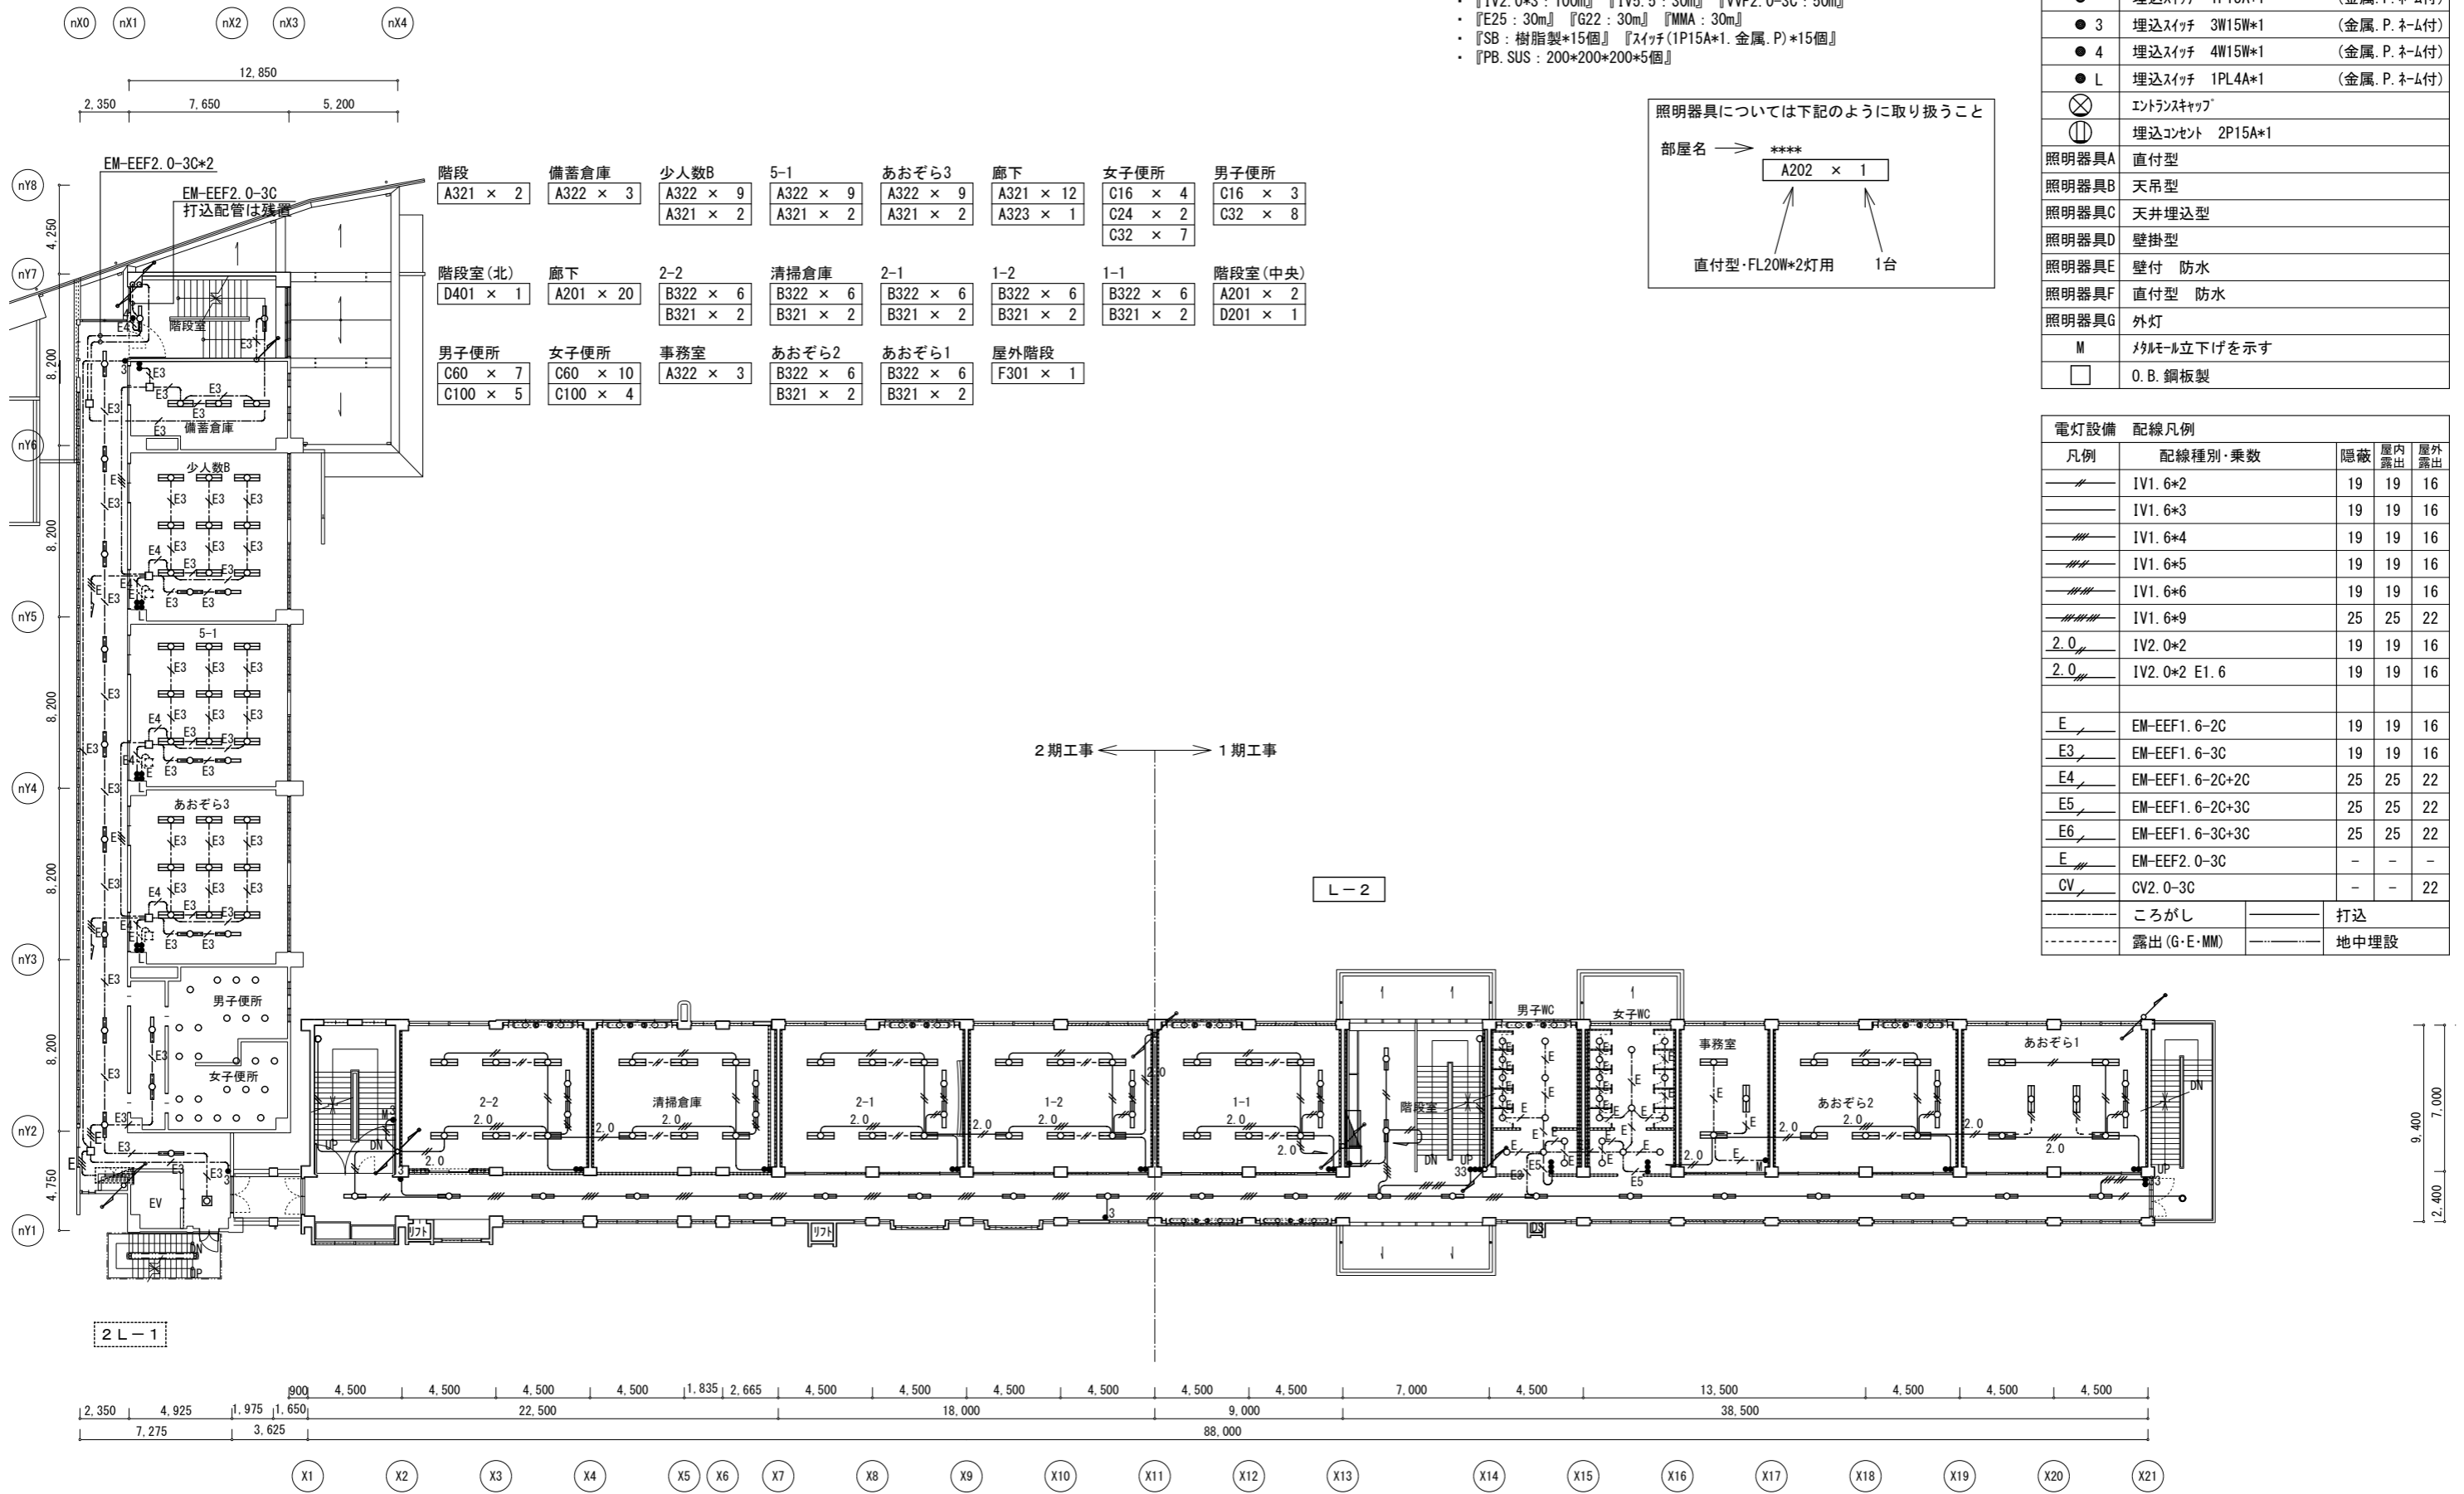 nX0 nX1 nX2 nX3 nX4
12,850
2,350 7,650 5,200
・『E25：30m』『G22：30m』『MMA：30m』
・『SB：樹脂製*15個』『スイッチ(1P15A*1.金属.P)*15個』
・『PB.SUS：200*200*200*5個』
● 3 埋込スイッチ 3W15W*1 (金属.P.ネーム付)
● 4 埋込スイッチ 4W15W*1 (金属.P.ネーム付)
● L 埋込スイッチ 1PL4A*1 (金属.P.ネーム付)
エントランスキャップ
埋込コンセント 2P15A*1
照明器具A 直付型
照明器具B 天吊型
照明器具C 天井埋込型
照明器具D 壁掛型
照明器具E 壁付 防水
照明器具F 直付型 防水
照明器具G 外灯
M メタルモール立下げを示す
O.B.鋼板製
照明器具については下記のように取り扱うこと
部屋名 ****
A202 × 1
直付型・FL20W*2灯用 1台
EM-EEF2.0-3C*2
EM-EEF2.0-3C
打込配管は残置
階段 備蓄倉庫 少人数B 5-1 あおぞら3 廊下 女子便所 男子便所
A321 × 2 A322 × 3 A322 × 9 A322 × 9 A322 × 9 A321 × 12 C16 × 4 C16 × 3
A321 × 2 A321 × 2 A321 × 2 A323 × 1 C24 × 2 C32 × 8
C32 × 7
階段室(北) 廊下 2-2 清掃倉庫 2-1 1-2 1-1 階段室(中央)
D401 × 1 A201 × 20 B322 × 6 B322 × 6 B322 × 6 B322 × 6 B322 × 6 A201 × 2
B321 × 2 B321 × 2 B321 × 2 B321 × 2 B321 × 2 D201 × 1
男子便所 女子便所 事務室 あおぞら2 あおぞら1 屋外階段
C60 × 7 C60 × 10 A322 × 3 B322 × 6 B322 × 6 F301 × 1
C100 × 5 C100 × 4 B321 × 2 B321 × 2
電灯設備 配線凡例
凡例 配線種別・乗数 隠蔽 屋内露出 屋外露出
IV1.6*2 19 19 16
IV1.6*3 19 19 16
IV1.6*4 19 19 16
IV1.6*5 19 19 16
IV1.6*6 19 19 16
IV1.6*9 25 25 22
2.0 IV2.0*2 19 19 16
2.0 IV2.0*2 E1.6 19 19 16
E EM-EEF1.6-2C 19 19 16
E3 EM-EEF1.6-3C 19 19 16
E4 EM-EEF1.6-2C+2C 25 25 22
E5 EM-EEF1.6-2C+3C 25 25 22
E6 EM-EEF1.6-3C+3C 25 25 22
E EM-EEF2.0-3C - - -
CV CV2.0-3C - - 22
ころがし 打込
露出(G・E・MM) 地中埋設
nY8
4,250
nY7
8,200
nY6
8,200
nY5
8,200
nY4
8,200
nY3
8,200
nY2
4,750
nY1
階段室
備蓄倉庫
少人数B
5-1
あおぞら3
男子便所
女子便所
EV
DN
UP
2期工事 1期工事
L－2
男子WC 女子WC
2-2 清掃倉庫 2-1 1-2 1-1 階段室 事務室 あおぞら2 あおぞら1
UP DN DN UP UP DN
リフト リフト DS
9,400 7,000 2,400
2L－1
900 4,500 4,500 4,500 4,500 1,835 2,665 4,500 4,500 4,500 4,500 4,500 4,500 7,000 4,500 13,500 4,500 4,500 4,500
2,350 4,925 1,975 1,650 22,500 18,000 9,000 38,500
7,275 3,625 88,000
X1 X2 X3 X4 X5 X6 X7 X8 X9 X10 X11 X12 X13 X14 X15 X16 X17 X18 X19 X20 X21